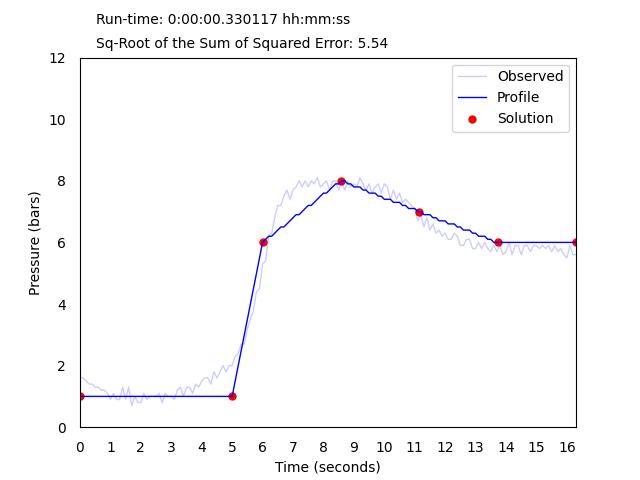 Run-time: 0:00:00.330117 hh:mm:ss
Sq-Root of the Sum of Squared Error: 5.54
12
10
8
6
4
2
0
Pressure (bars)
Observed
Profile
Solution
0 1 2 3 4 5 6 7 8 9 10 11 12 13 14 15 16
Time (seconds)